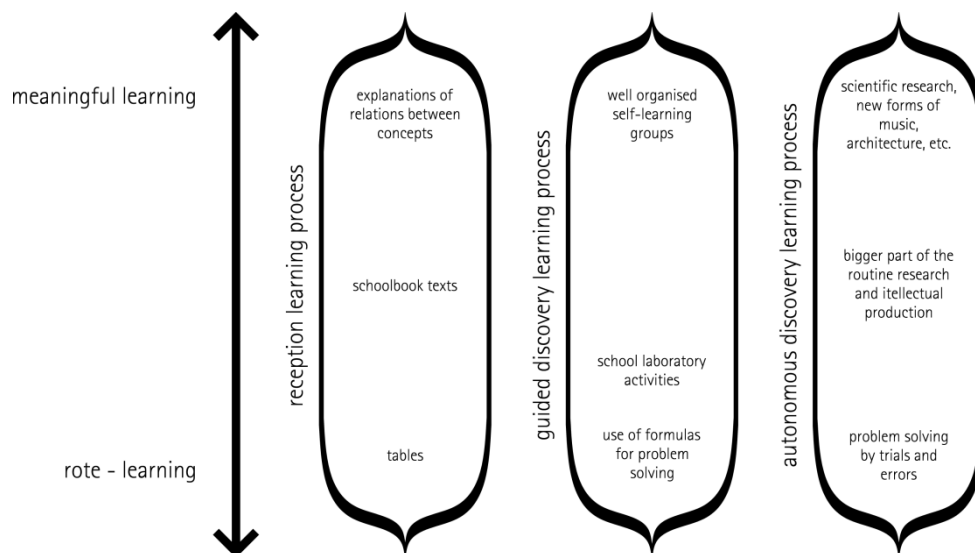 meaningful learning
rote - learning
reception learning process
explanations of
relations between
concepts
schoolbook texts
tables
guided discovery learning process
well organised
self-learning
groups
school laboratory
activities
use of formulas
for problem
solving
autonomous discovery learning process
scientific research,
new forms of
music,
architecture, etc.
bigger part of the
routine research
and itellectual
production
problem solving
by trials and
errors